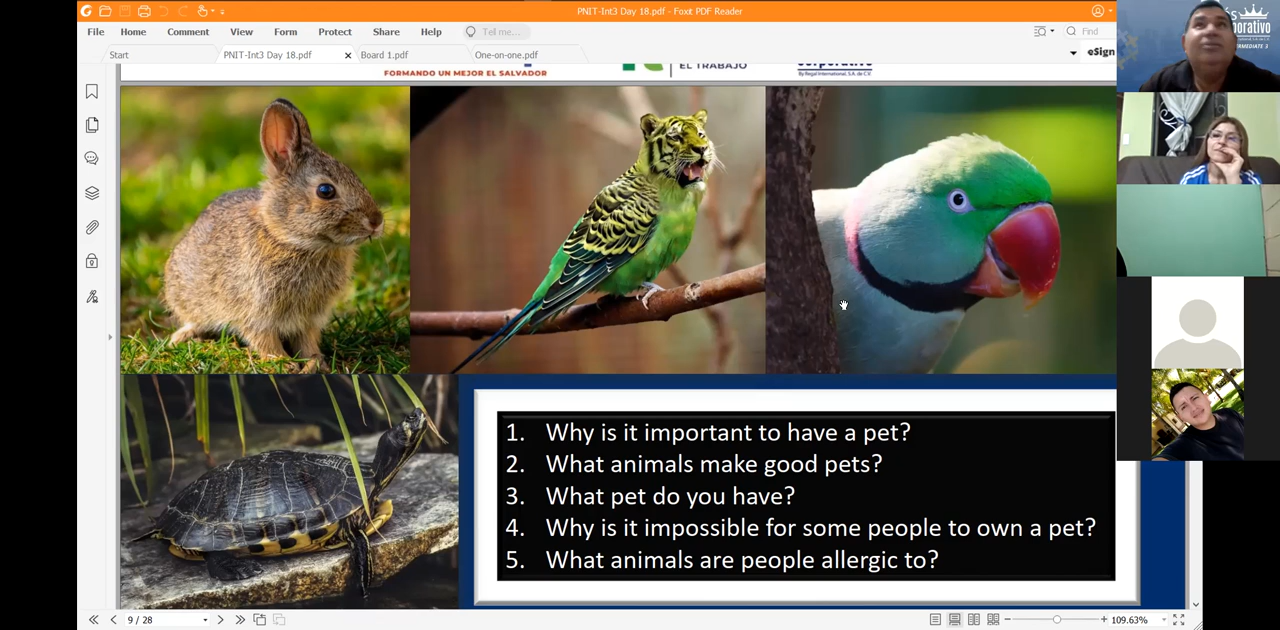 PNIT-Int3 Day 18.pdf - Foxit PDF Reader
File Home Comment View Form Protect Share Help Tell me... Find
Start PNIT-Int3 Day 18.pdf Board 1.pdf One-on-one.pdf eSign
FORMANDO UN MEJOR EL SALVADOR
EL TRABAJO
By Regal International, S.A. de C.V.
1. Why is it important to have a pet?
2. What animals make good pets?
3. What pet do you have?
4. Why is it impossible for some people to own a pet?
5. What animals are people allergic to?
9 / 28
109.63%